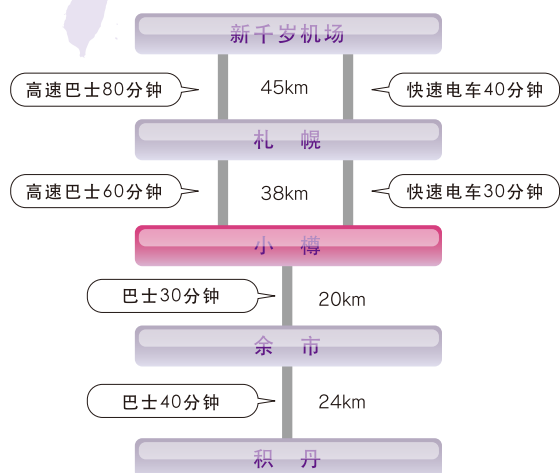 新千岁机场
高速巴士80分钟 45km 快速电车40分钟
札 幌
高速巴士60分钟 38km 快速电车30分钟
小 樽
巴士30分钟 20km
余 市
巴士40分钟 24km
积 丹